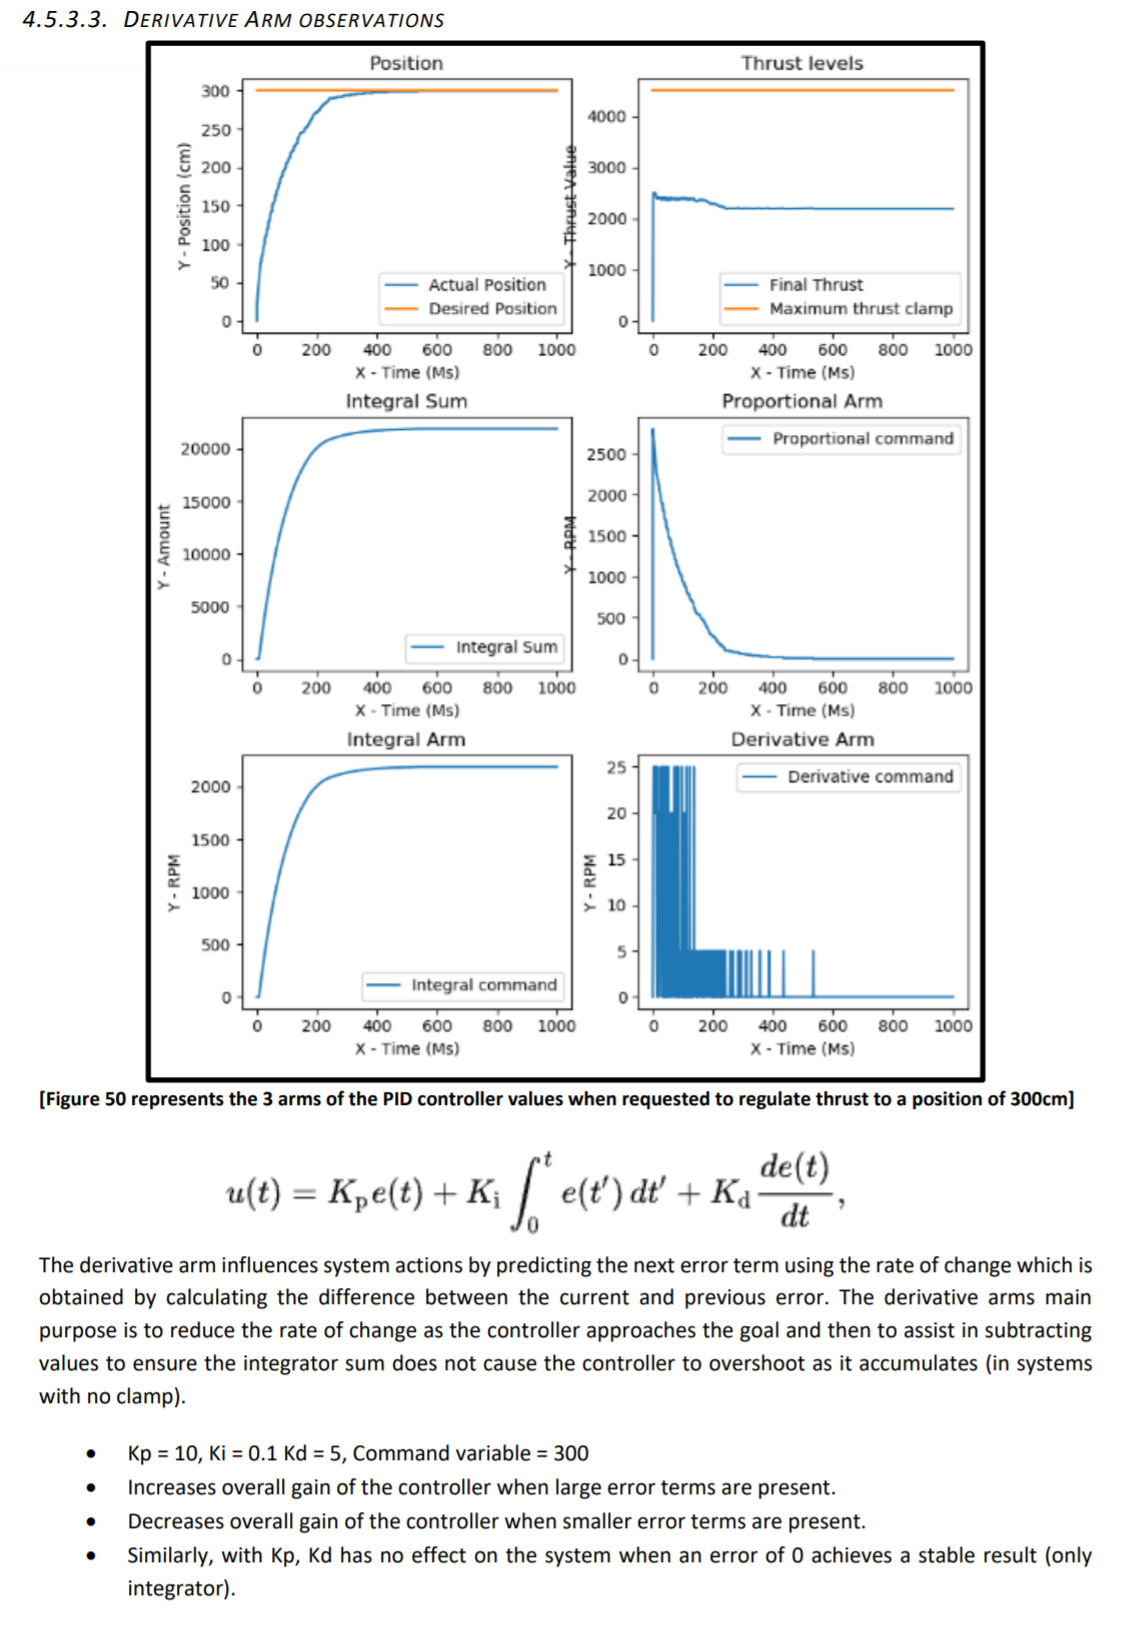 4.5.3.3. DERIVATIVE ARM OBSERVATIONS
Position
300
250
200
150
100
50
0
Y - Position (cm)
Actual Position
Desired Position
0 200 400 600 800 1000
X - Time (Ms)
Thrust levels
4000
3000
2000
1000
0
Y - Thrust Value
Final Thrust
Maximum thrust clamp
0 200 400 600 800 1000
X - Time (Ms)
Integral Sum
20000
15000
10000
5000
0
Y - Amount
Integral Sum
0 200 400 600 800 1000
X - Time (Ms)
Proportional Arm
Proportional command
2500
2000
1500
1000
500
0
Y - RPM
0 200 400 600 800 1000
X - Time (Ms)
Integral Arm
2000
1500
1000
500
0
Y - RPM
Integral command
0 200 400 600 800 1000
X - Time (Ms)
Derivative Arm
Derivative command
25
20
15
10
5
0
Y - RPM
0 200 400 600 800 1000
X - Time (Ms)
[Figure 50 represents the 3 arms of the PID controller values when requested to regulate thrust to a position of 300cm]
u(t) = K_p e(t) + K_i ∫_0^t e(t′) dt′ + K_d de(t)/dt,
The derivative arm influences system actions by predicting the next error term using the rate of change which is
obtained by calculating the difference between the current and previous error. The derivative arms main
purpose is to reduce the rate of change as the controller approaches the goal and then to assist in subtracting
values to ensure the integrator sum does not cause the controller to overshoot as it accumulates (in systems
with no clamp).
• Kp = 10, Ki = 0.1 Kd = 5, Command variable = 300
• Increases overall gain of the controller when large error terms are present.
• Decreases overall gain of the controller when smaller error terms are present.
• Similarly, with Kp, Kd has no effect on the system when an error of 0 achieves a stable result (only
integrator).